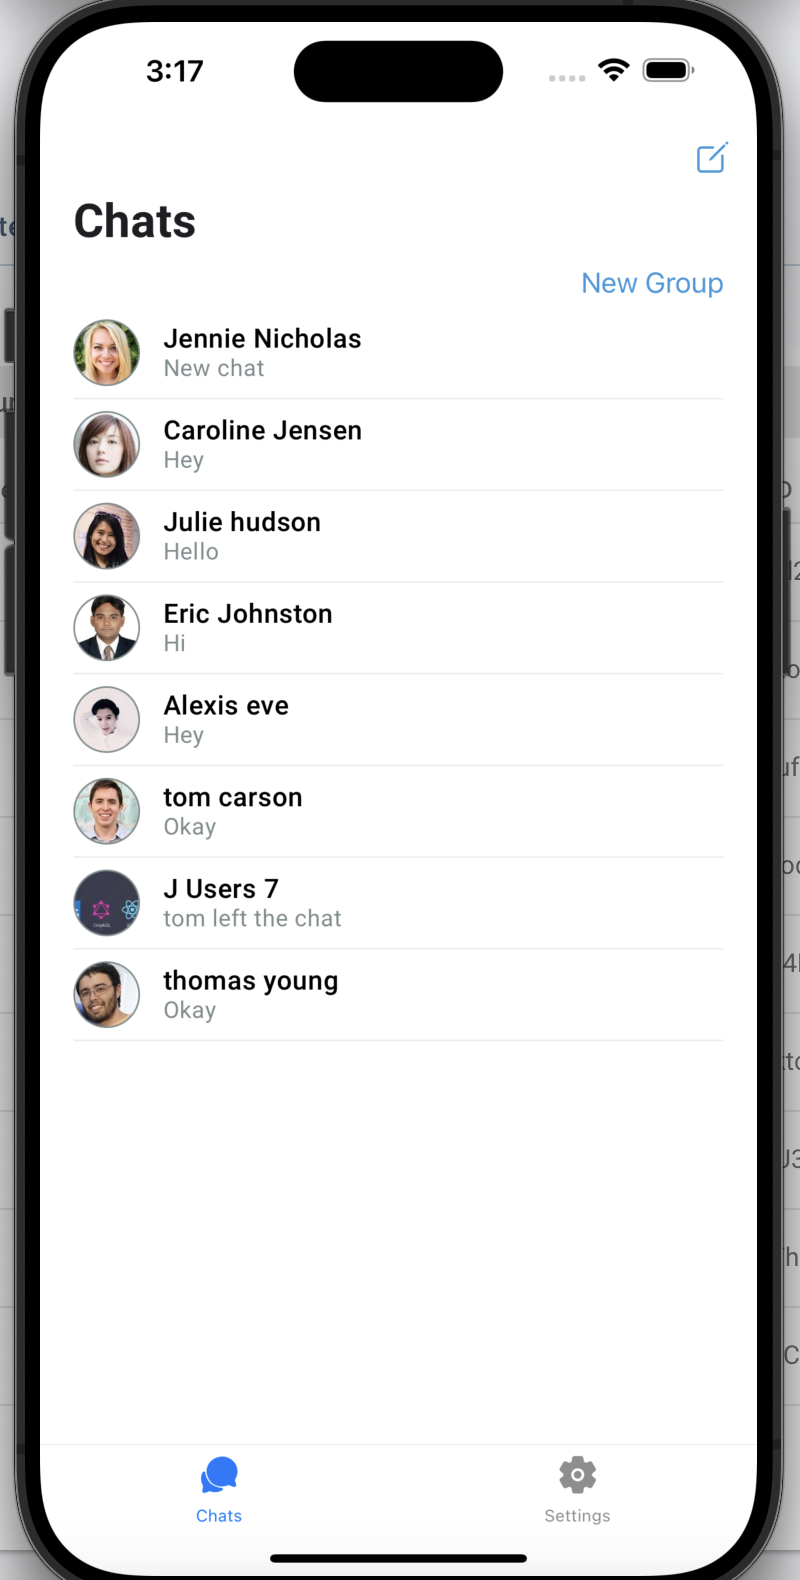 3:17
Chats
New Group
Jennie Nicholas
New chat
Caroline Jensen
Hey
Julie hudson
Hello
Eric Johnston
Hi
Alexis eve
Hey
tom carson
Okay
J Users 7
tom left the chat
thomas young
Okay
Chats
Settings